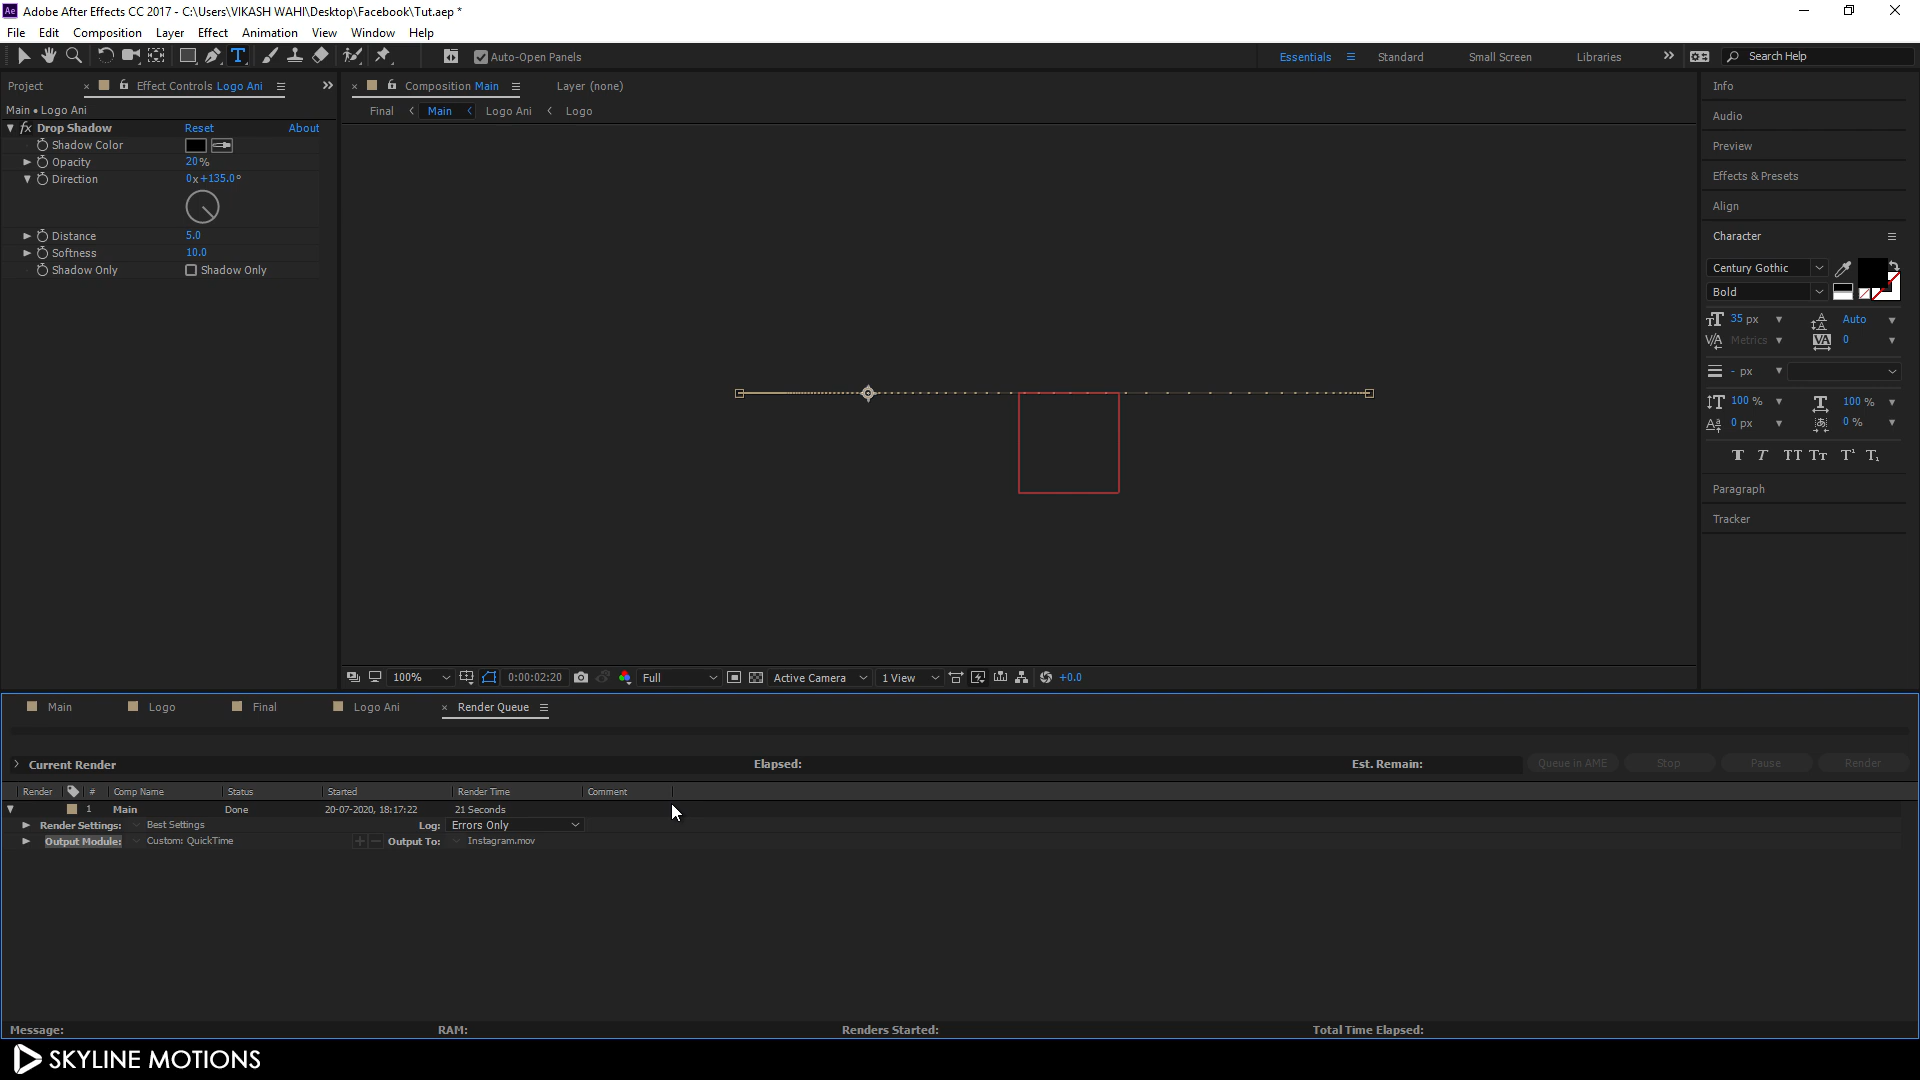 Adobe After Effects CC 2017 - C:\Users\VIKASH WAHI\Desktop\Facebook\Tut.aep *
File Edit Composition Layer Effect Animation View Window Help
Auto-Open Panels Essentials Standard Small Screen Libraries Search Help
Project Effect Controls Logo Ani Composition Main Layer (none)
Main • Logo Ani
Final Main Logo Ani Logo
fx Drop Shadow Reset About
Shadow Color
Opacity 20%
Direction 0x+135.0°
Distance 5.0
Softness 10.0
Shadow Only Shadow Only
Info
Audio
Preview
Effects & Presets
Align
Character
Century Gothic
Bold
35 px Auto
Metrics 0
- px
100 % 100 %
0 px 0 %
Paragraph
Tracker
100% 0:00:02:20 Full Active Camera 1 View +0.0
Main Logo Final Logo Ani Render Queue
Current Render Elapsed: Est. Remain: Queue in AME Stop Pause Render
Render # Comp Name Status Started Render Time Comment
1 Main Done 20-07-2020, 18:17:22 21 Seconds
Render Settings: Best Settings Log: Errors Only
Output Module: Custom: QuickTime Output To: Instagram.mov
Message: RAM: Renders Started: Total Time Elapsed:
SKYLINE MOTIONS